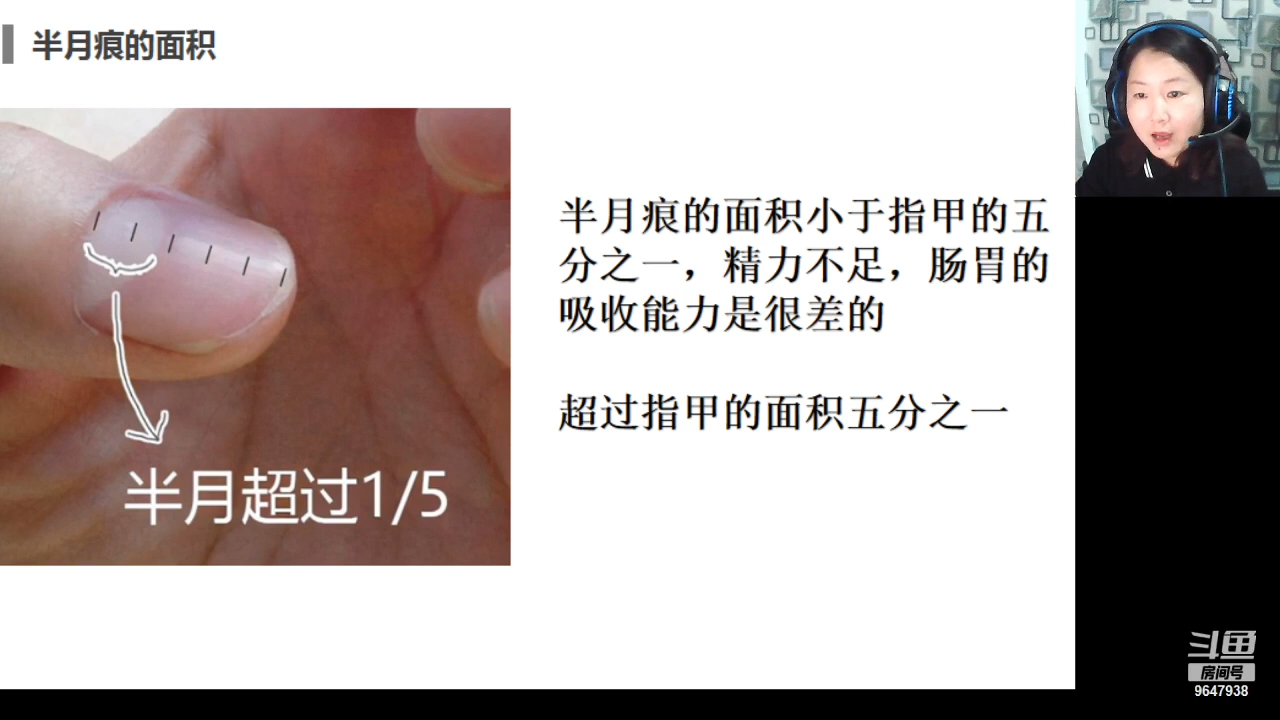 半月痕的面积
半月痕的面积小于指甲的五
分之一，精力不足，肠胃的
吸收能力是很差的
超过指甲的面积五分之一
半月超过1/5
斗鱼
房间号
9647938